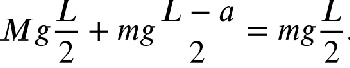 Mg L/2 + mg (L − a)/2 = mg L/2.